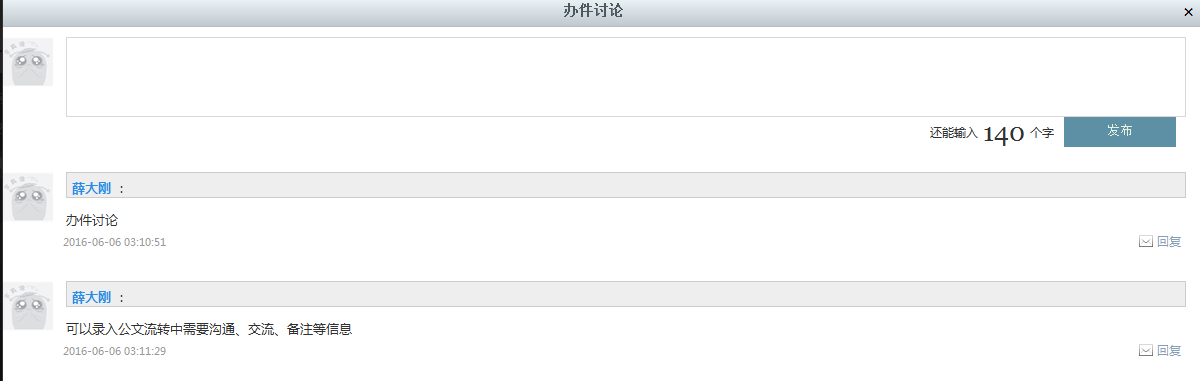 办件讨论
还能输入 140 个字
发布
薛大刚 ：
办件讨论
2016-06-06 03:10:51
回复
薛大刚 ：
可以录入公文流转中需要沟通、交流、备注等信息
2016-06-06 03:11:29
回复